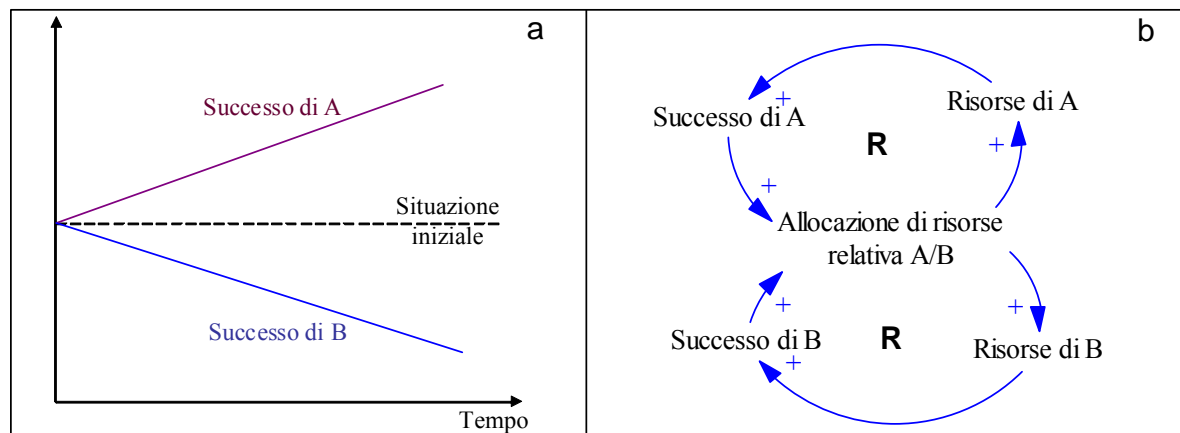 a
Successo di A
Situazione
iniziale
Successo di B
Tempo
b
Risorse di A
+
Successo di A
R
+
+
Allocazione di risorse
relativa A/B
+
+
Successo di B
R
Risorse di B
+